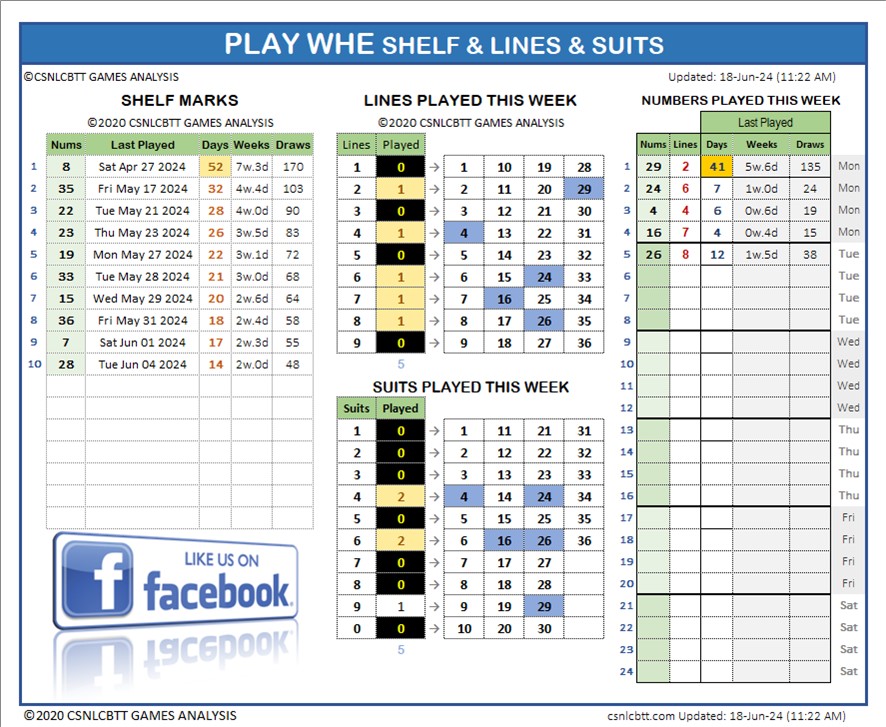 PLAY WHE SHELF & LINES & SUITS
©CSNLCBTT GAMES ANALYSIS
Updated: 18-Jun-24 (11:22 AM)
SHELF MARKS
©2020 CSNLCBTT GAMES ANALYSIS
Nums Last Played Days Weeks Draws
1 8 Sat Apr 27 2024 52 7w.3d 170
2 35 Fri May 17 2024 32 4w.4d 103
3 22 Tue May 21 2024 28 4w.0d 90
4 23 Thu May 23 2024 26 3w.5d 83
5 19 Mon May 27 2024 22 3w.1d 72
6 33 Tue May 28 2024 21 3w.0d 68
7 15 Wed May 29 2024 20 2w.6d 64
8 36 Fri May 31 2024 18 2w.4d 58
9 7 Sat Jun 01 2024 17 2w.3d 55
10 28 Tue Jun 04 2024 14 2w.0d 48
LIKE US ON
f facebook.
LINES PLAYED THIS WEEK
©2020 CSNLCBTT GAMES ANALYSIS
Lines Played
1 0 → 1 10 19 28
2 1 → 2 11 20 29
3 0 → 3 12 21 30
4 1 → 4 13 22 31
5 0 → 5 14 23 32
6 1 → 6 15 24 33
7 1 → 7 16 25 34
8 1 → 8 17 26 35
9 0 → 9 18 27 36
5
SUITS PLAYED THIS WEEK
Suits Played
1 0 → 1 11 21 31
2 0 → 2 12 22 32
3 0 → 3 13 23 33
4 2 → 4 14 24 34
5 0 → 5 15 25 35
6 2 → 6 16 26 36
7 0 → 7 17 27
8 0 → 8 18 28
9 1 → 9 19 29
0 0 → 10 20 30
5
NUMBERS PLAYED THIS WEEK
Last Played
Nums Lines Days Weeks Draws
1 29 2 41 5w.6d 135 Mon
2 24 6 7 1w.0d 24 Mon
3 4 4 6 0w.6d 19 Mon
4 16 7 4 0w.4d 15 Mon
5 26 8 12 1w.5d 38 Tue
6 Tue
7 Tue
8 Tue
9 Wed
10 Wed
11 Wed
12 Wed
13 Thu
14 Thu
15 Thu
16 Thu
17 Fri
18 Fri
19 Fri
20 Fri
21 Sat
22 Sat
23 Sat
24 Sat
©2020 CSNLCBTT GAMES ANALYSIS
csnlcbtt.com Updated: 18-Jun-24 (11:22 AM)